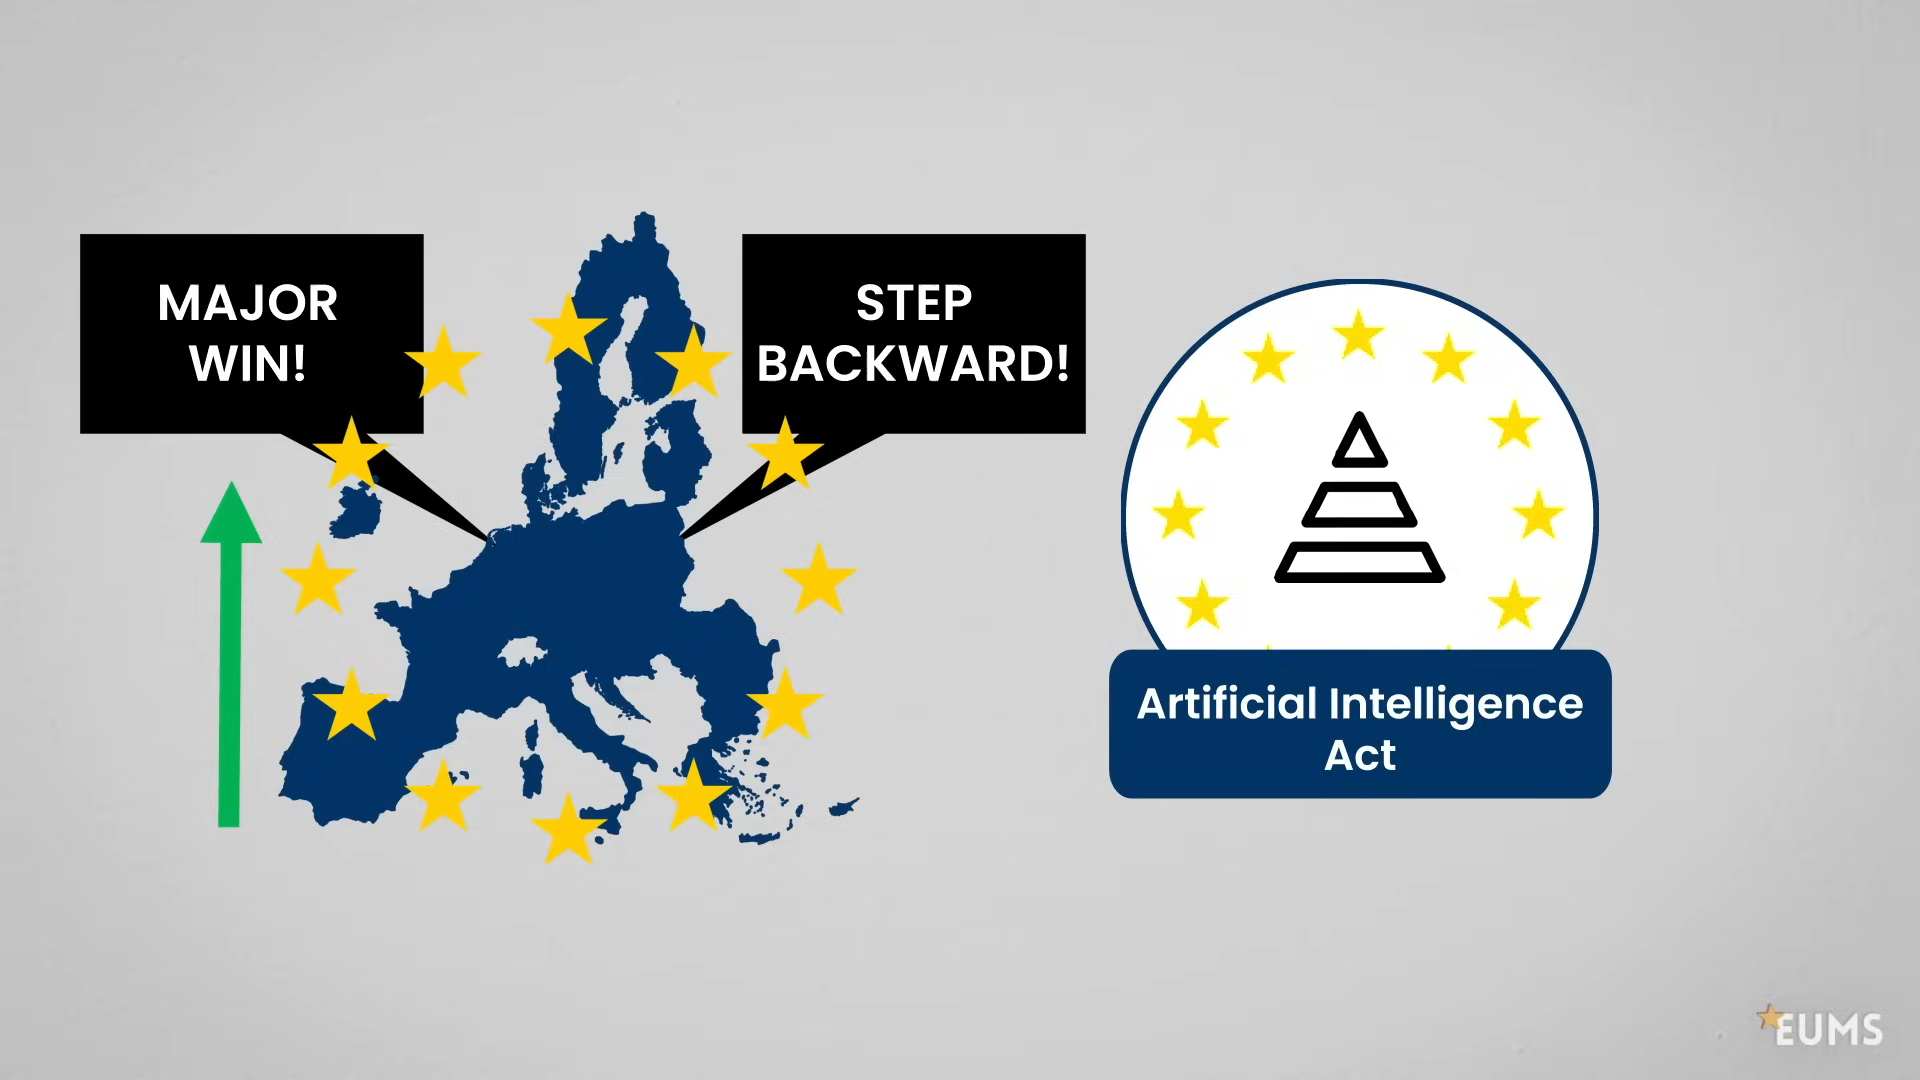 MAJOR
WIN!
STEP
BACKWARD!
Artificial Intelligence
Act
EUMS